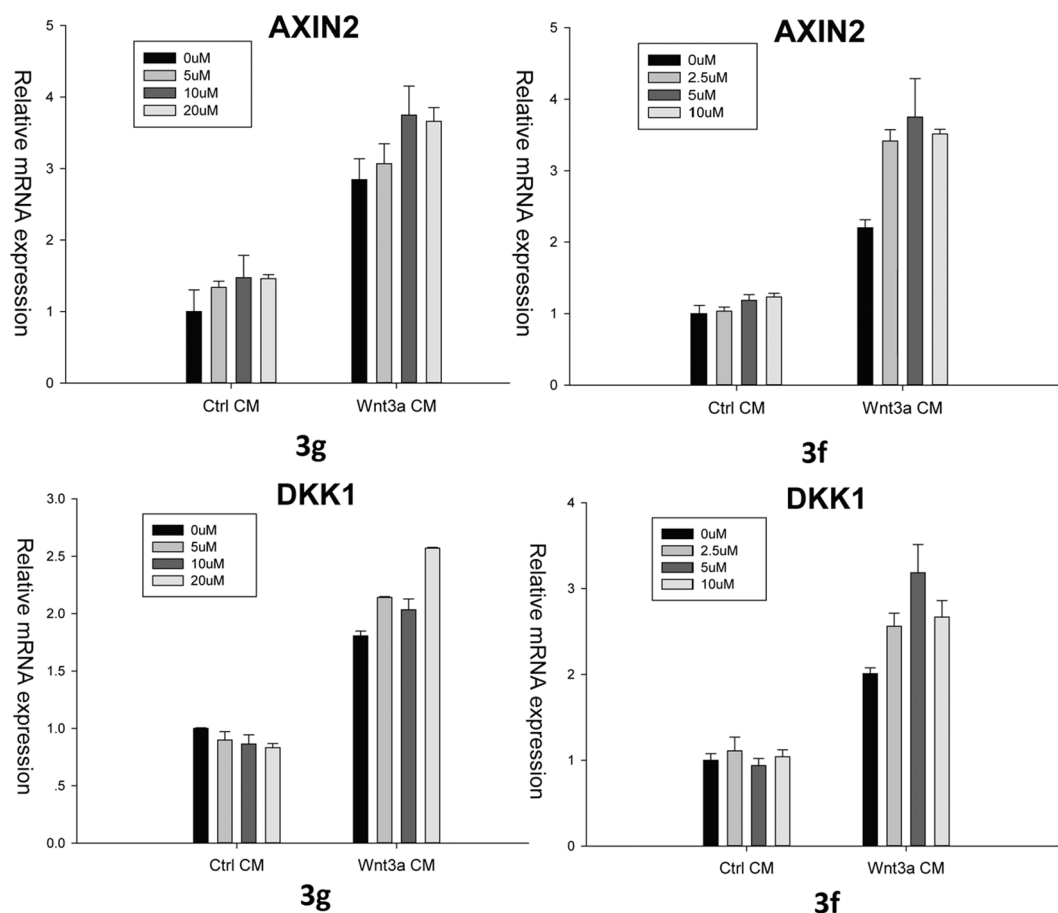 AXIN2
Relative mRNA expression
5
4
3
2
1
0
0uM
5uM
10uM
20uM
Ctrl CM
Wnt3a CM
3g
AXIN2
Relative mRNA expression
5
4
3
2
1
0
0uM
2.5uM
5uM
10uM
Ctrl CM
Wnt3a CM
3f
DKK1
Relative mRNA expression
3.0
2.5
2.0
1.5
1.0
.5
0.0
0uM
5uM
10uM
20uM
Ctrl CM
Wnt3a CM
3g
DKK1
Relative mRNA expression
4
3
2
1
0
0uM
2.5uM
5uM
10uM
Ctrl CM
Wnt3a CM
3f